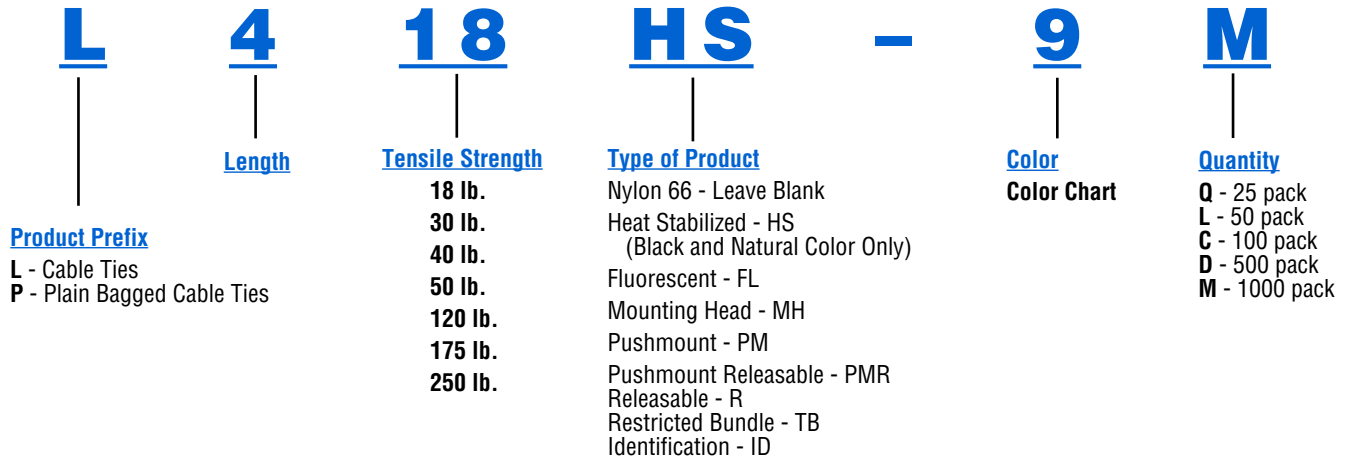 L 4 18 HS - 9 M
Product Prefix
L - Cable Ties
P - Plain Bagged Cable Ties
Length
Tensile Strength
18 lb.
30 lb.
40 lb.
50 lb.
120 lb.
175 lb.
250 lb.
Type of Product
Nylon 66 - Leave Blank
Heat Stabilized - HS
(Black and Natural Color Only)
Fluorescent - FL
Mounting Head - MH
Pushmount - PM
Pushmount Releasable - PMR
Releasable - R
Restricted Bundle - TB
Identification - ID
Color
Color Chart
Quantity
Q - 25 pack
L - 50 pack
C - 100 pack
D - 500 pack
M - 1000 pack